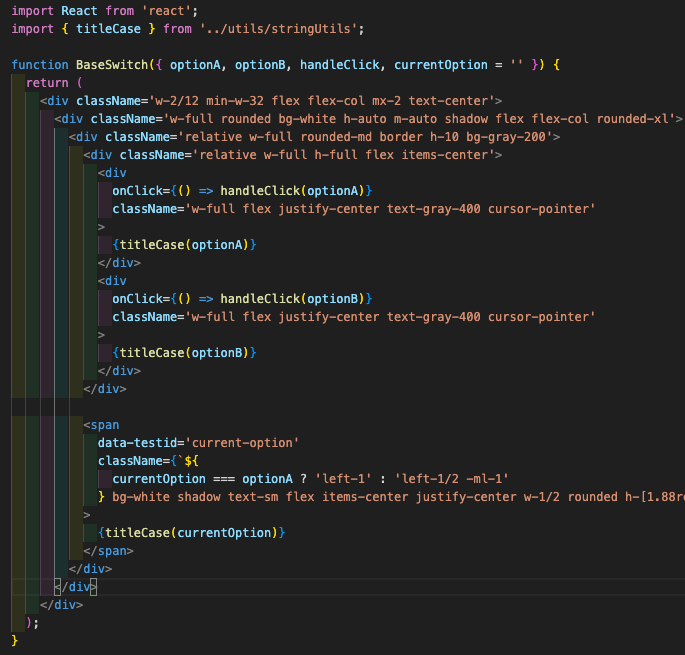 import React from 'react';
import { titleCase } from '../utils/stringUtils';
function BaseSwitch({ optionA, optionB, handleClick, currentOption = '' }) {
return (
<div className='w-2/12 min-w-32 flex flex-col mx-2 text-center'>
<div className='w-full rounded bg-white h-auto m-auto shadow flex flex-col rounded-xl'>
<div className='relative w-full rounded-md border h-10 bg-gray-200'>
<div className='relative w-full h-full flex items-center'>
<div
onClick={() => handleClick(optionA)}
className='w-full flex justify-center text-gray-400 cursor-pointer'
>
{titleCase(optionA)}
</div>
<div
onClick={() => handleClick(optionB)}
className='w-full flex justify-center text-gray-400 cursor-pointer'
>
{titleCase(optionB)}
</div>
</div>
<span
data-testid='current-option'
className={`${
currentOption === optionA ? 'left-1' : 'left-1/2 -ml-1'
} bg-white shadow text-sm flex items-center justify-center w-1/2 rounded h-[1.88r
>
{titleCase(currentOption)}
</span>
</div>
</div>
</div>
);
}